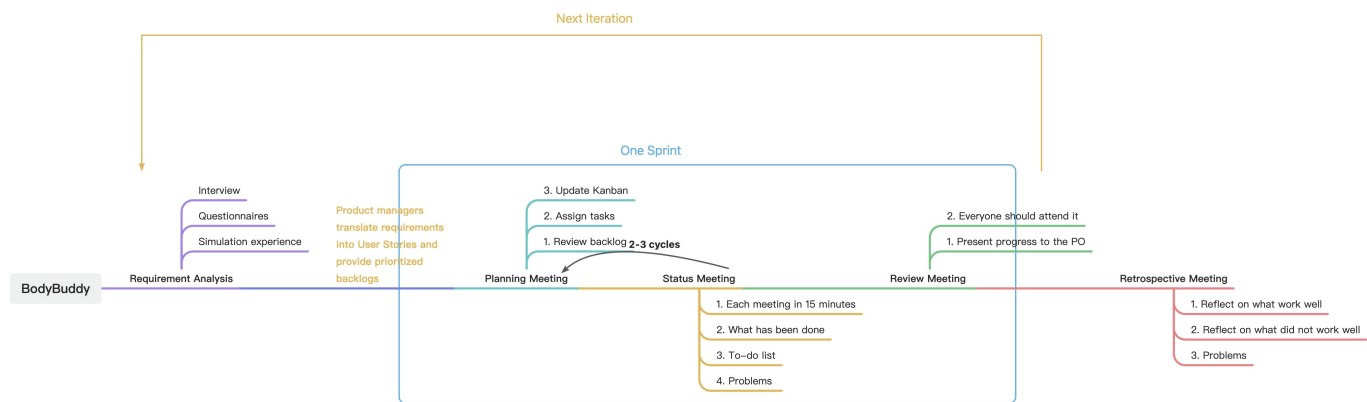 Next Iteration
One Sprint
Interview
Questionnaires
Simulation experience
Requirement Analysis
BodyBuddy
Product managers
translate requirements
into User Stories and
provide prioritized
backlogs
3. Update Kanban
2. Assign tasks
1. Review backlog
Planning Meeting
2-3 cycles
Status Meeting
1. Each meeting in 15 minutes
2. What has been done
3. To-do list
4. Problems
2. Everyone should attend it
1. Present progress to the PO
Review Meeting
Retrospective Meeting
1. Reflect on what work well
2. Reflect on what did not work well
3. Problems